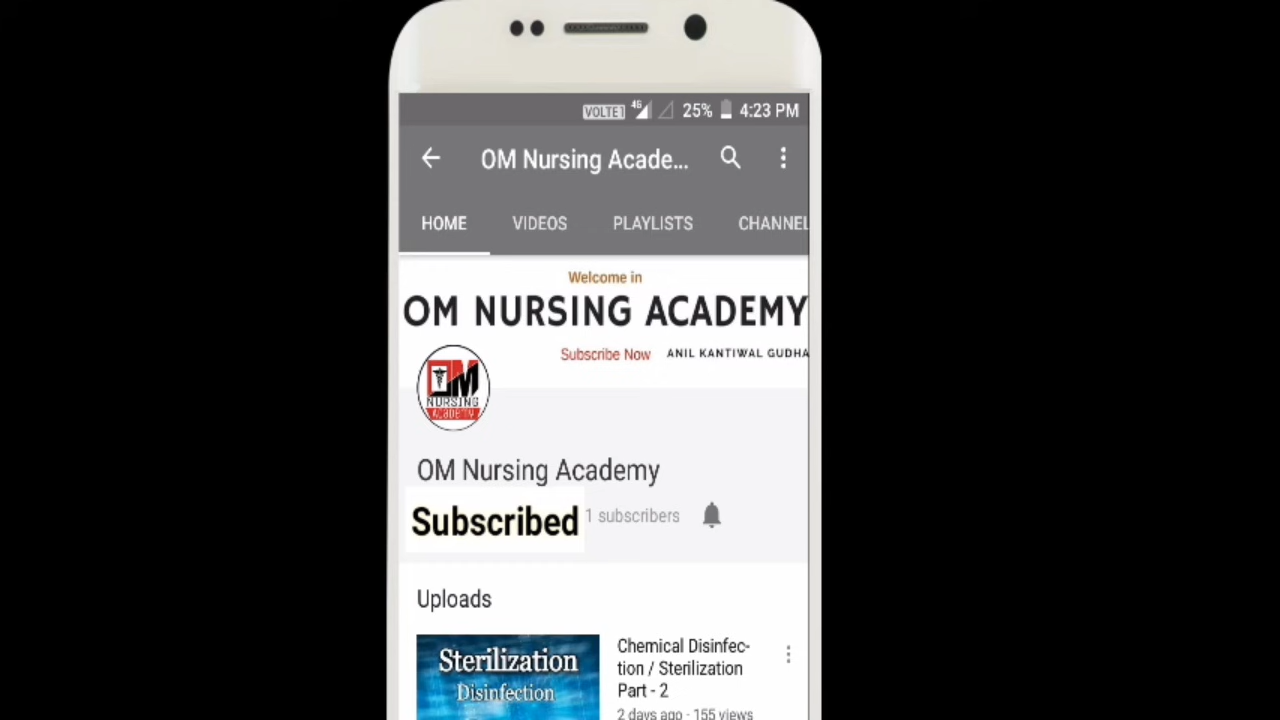 VOLTE1 4G 25% 4:23 PM
OM Nursing Acade...
HOME VIDEOS PLAYLISTS CHANNEL
Welcome in
OM NURSING ACADEMY
Subscribe Now ANIL KANTIWAL GUDHA
OM
NURSING
Academy
OM Nursing Academy
Subscribed 1 subscribers
Uploads
Sterilization
Disinfection
Chemical Disinfec-
tion / Sterilization
Part - 2
2 days ago · 155 views